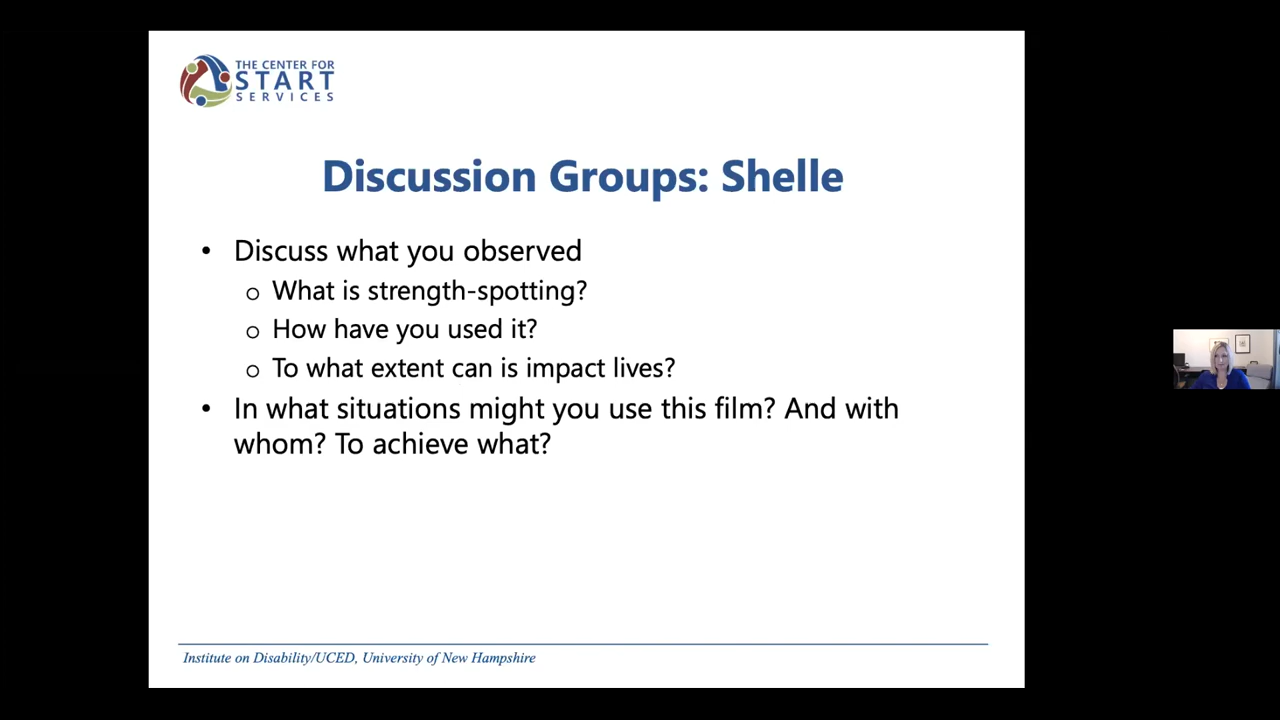 THE CENTER FOR
START
SERVICES
Discussion Groups: Shelle
• Discuss what you observed
o What is strength-spotting?
o How have you used it?
o To what extent can is impact lives?
• In what situations might you use this film? And with
whom? To achieve what?
Institute on Disability/UCED, University of New Hampshire